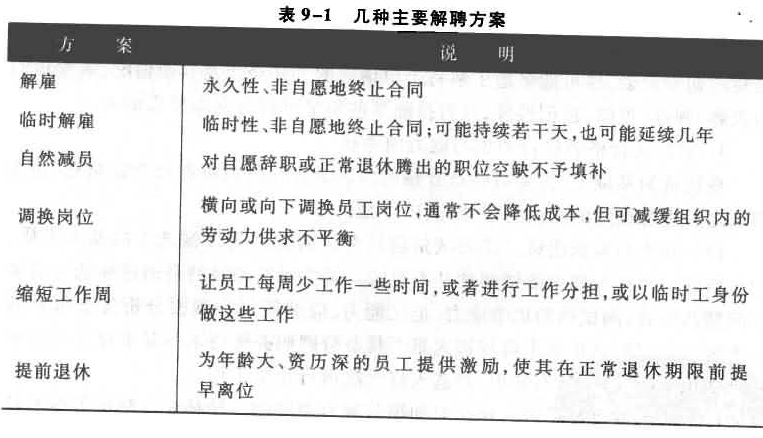 表 9-1 几种主要解聘方案
方 案 说 明
解雇 永久性、非自愿地终止合同
临时解雇 临时性、非自愿地终止合同;可能持续若干天,也可能延续几年
自然减员 对自愿辞职或正常退休腾出的职位空缺不予填补
调换岗位 横向或向下调换员工岗位,通常不会降低成本,但可减缓组织内的
劳动力供求不平衡
缩短工作周 让员工每周少工作一些时间,或者进行工作分担,或以临时工身份
做这些工作
提前退休 为年龄大、资历深的员工提供激励,使其在正常退休期限前提
早离位